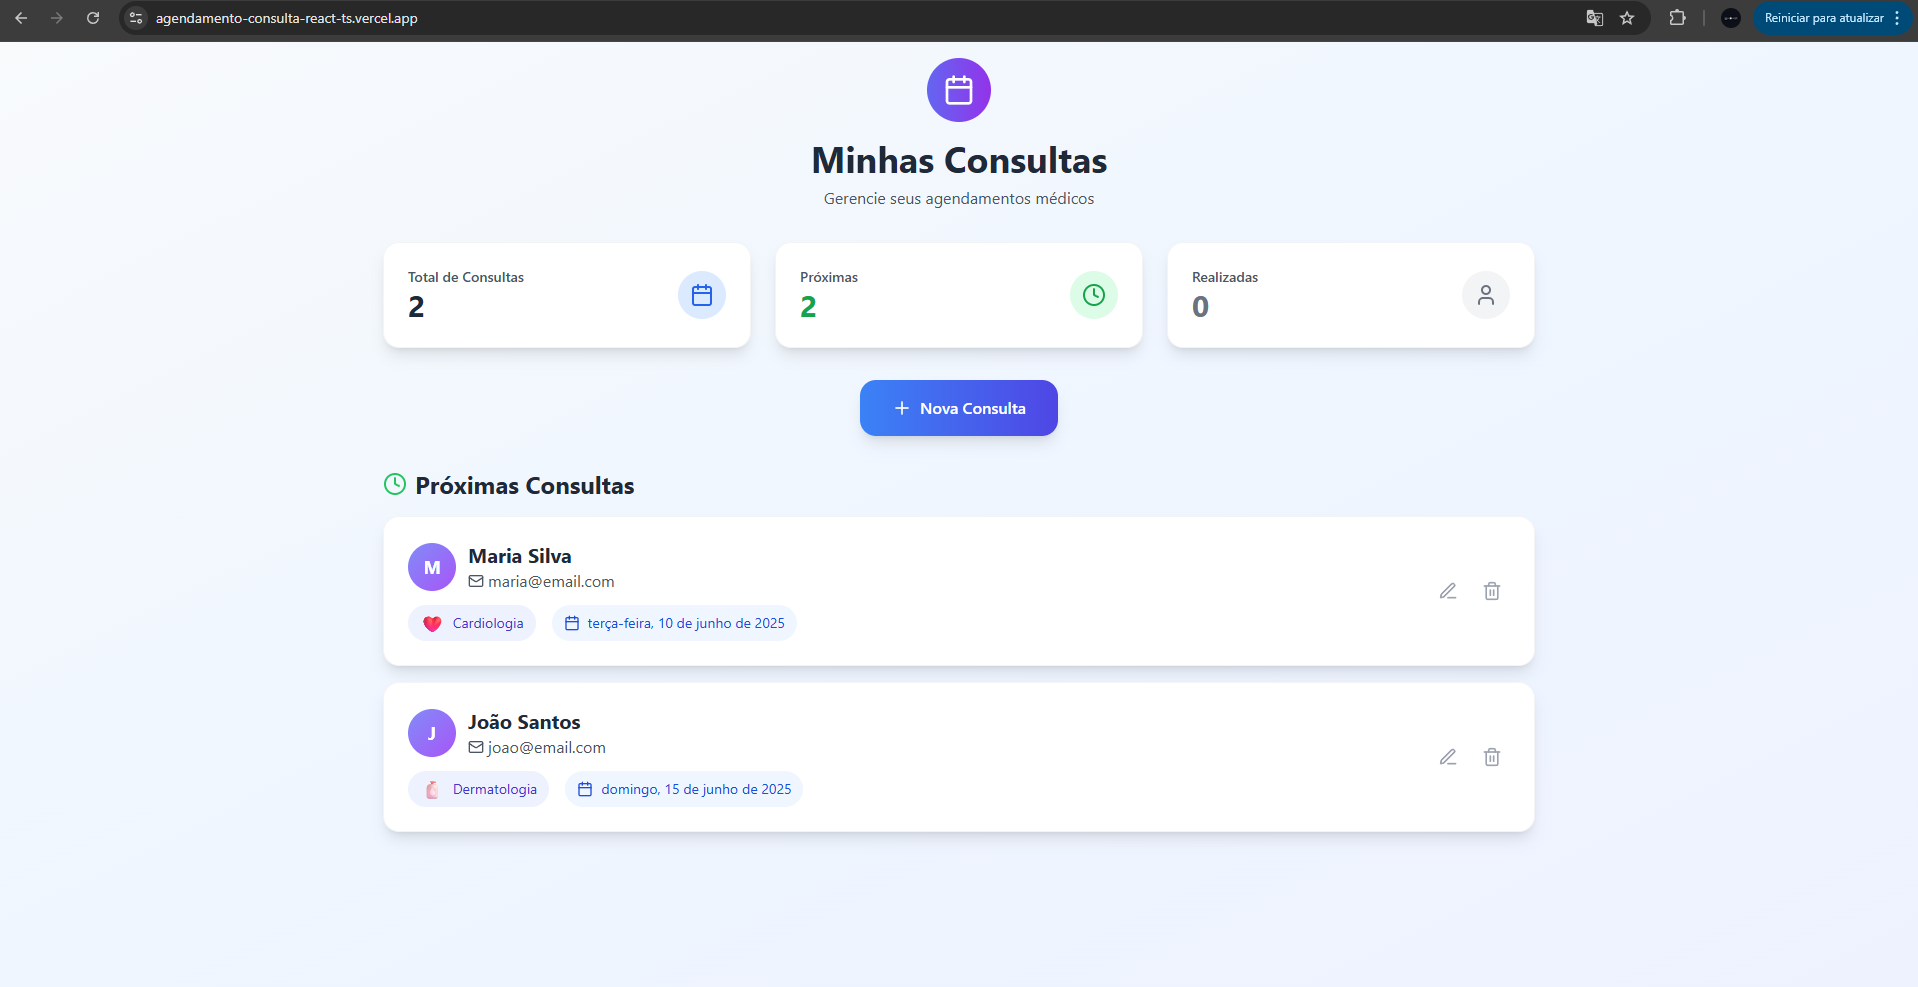 agendamento-consulta-react-ts.vercel.app
Reiniciar para atualizar
Minhas Consultas
Gerencie seus agendamentos médicos
Total de Consultas
2
Próximas
2
Realizadas
0
Nova Consulta
Próximas Consultas
M
Maria Silva
maria@email.com
Cardiologia
terça-feira, 10 de junho de 2025
J
João Santos
joao@email.com
Dermatologia
domingo, 15 de junho de 2025